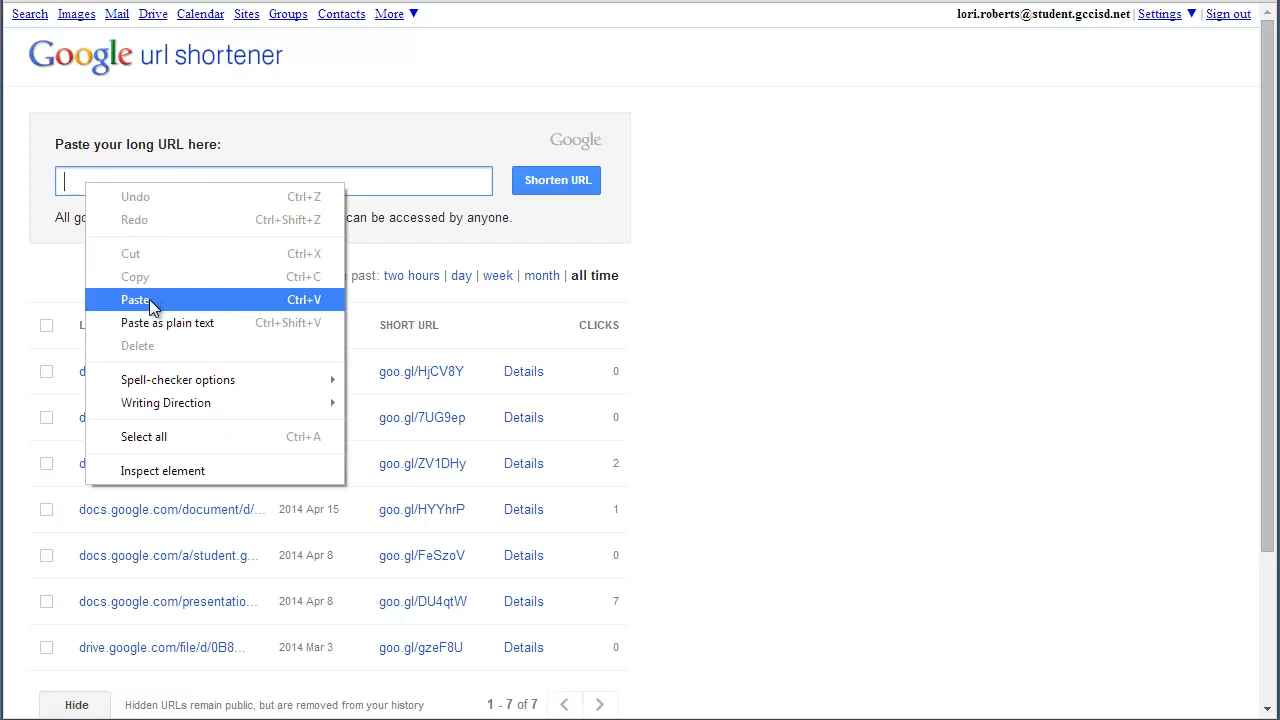 Search Images Mail Drive Calendar Sites Groups Contacts More ▼ lori.roberts@student.gccisd.net | Settings ▼ | Sign out
Google url shortener
Paste your long URL here: Google
Shorten URL
Undo Ctrl+Z
All go can be accessed by anyone.
Redo Ctrl+Shift+Z
Cut Ctrl+X
Copy Ctrl+C
past: two hours | day | week | month | all time
Paste Ctrl+V
Paste as plain text Ctrl+Shift+V
SHORT URL CLICKS
Delete
goo.gl/HjCV8Y Details 0
Spell-checker options
Writing Direction
goo.gl/7UG9ep Details 0
Select all Ctrl+A
goo.gl/ZV1DHy Details 2
Inspect element
docs.google.com/document/d/... 2014 Apr 15 goo.gl/HYYhrP Details 1
docs.google.com/a/student.g... 2014 Apr 8 goo.gl/FeSzoV Details 0
docs.google.com/presentatio... 2014 Apr 8 goo.gl/DU4qtW Details 7
drive.google.com/file/d/0B8... 2014 Mar 3 goo.gl/gzeF8U Details 0
Hide Hidden URLs remain public, but are removed from your history 1 - 7 of 7